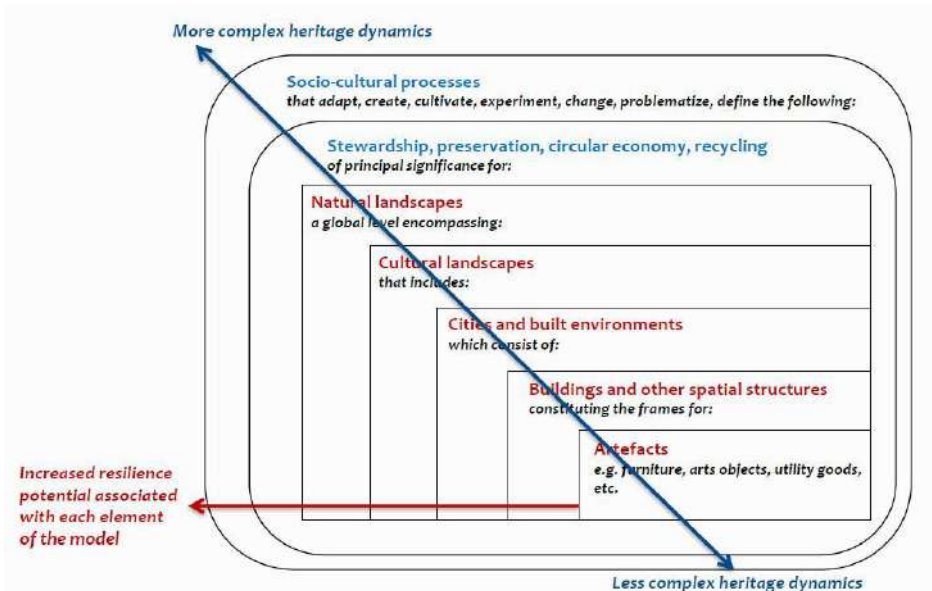 More complex heritage dynamics
Socio-cultural processes
that adapt, create, cultivate, experiment, change, problematize, define the following:
Stewardship, preservation, circular economy, recycling
of principal significance for:
Natural landscapes
a global level encompassing:
Cultural landscapes
that includes:
Cities and built environments
which consist of:
Buildings and other spatial structures
constituting the frames for:
Artefacts
e.g. furniture, arts objects, utility goods,
etc.
Increased resilience
potential associated
with each element
of the model
Less complex heritage dynamics